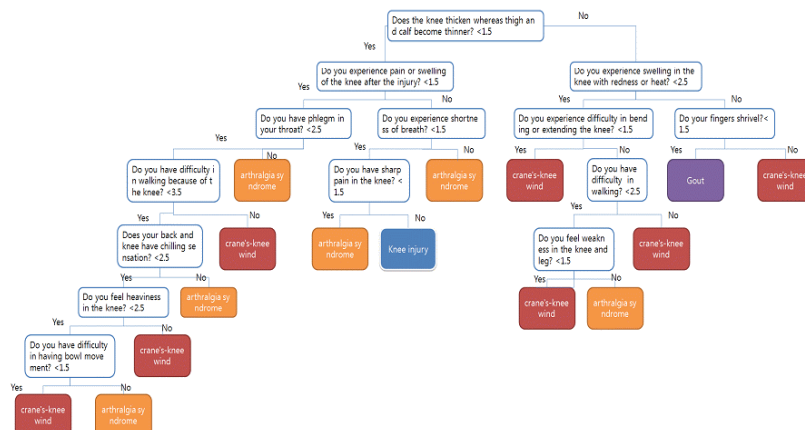 Does the knee thicken whereas thigh an
d calf become thinner? <1.5
Yes
No
Do you experience pain or swelling
of the knee after the injury? <1.5
Do you experience swelling in the
knee with redness or heat? <2.5
Yes
No
Yes
No
Do you have phlegm in
your throat? <2.5
Do you experience shortne
ss of breath? <1.5
Do you experience difficulty in bend
ing or extending the knee? <1.5
Do your fingers shrivel?<
1.5
Yes
No
Yes
No
Yes
No
Yes
No
Do you have difficulty i
n walking because of t
he knee? <3.5
arthralgia sy
ndrome
Do you have sharp
pain in the knee? <
1.5
arthralgia sy
ndrome
crane's-knee
wind
Do you have
difficulty in
walking? <2.5
Gout
crane's-knee
wind
Yes
No
Yes
No
Yes
No
Does your back and
knee have chilling se
nsation? <2.5
crane's-knee
wind
arthralgia sy
ndrome
Knee injury
Do you feel weakn
ess in the knee and
leg? <1.5
crane's-knee
wind
Yes
No
Yes
No
Do you feel heaviness
in the knee? <2.5
arthralgia sy
ndrome
crane's-knee
wind
arthralgia sy
ndrome
Yes
No
Do you have difficulty
in having bowl move
ment? <1.5
crane's-knee
wind
Yes
No
crane's-knee
wind
arthralgia sy
ndrome